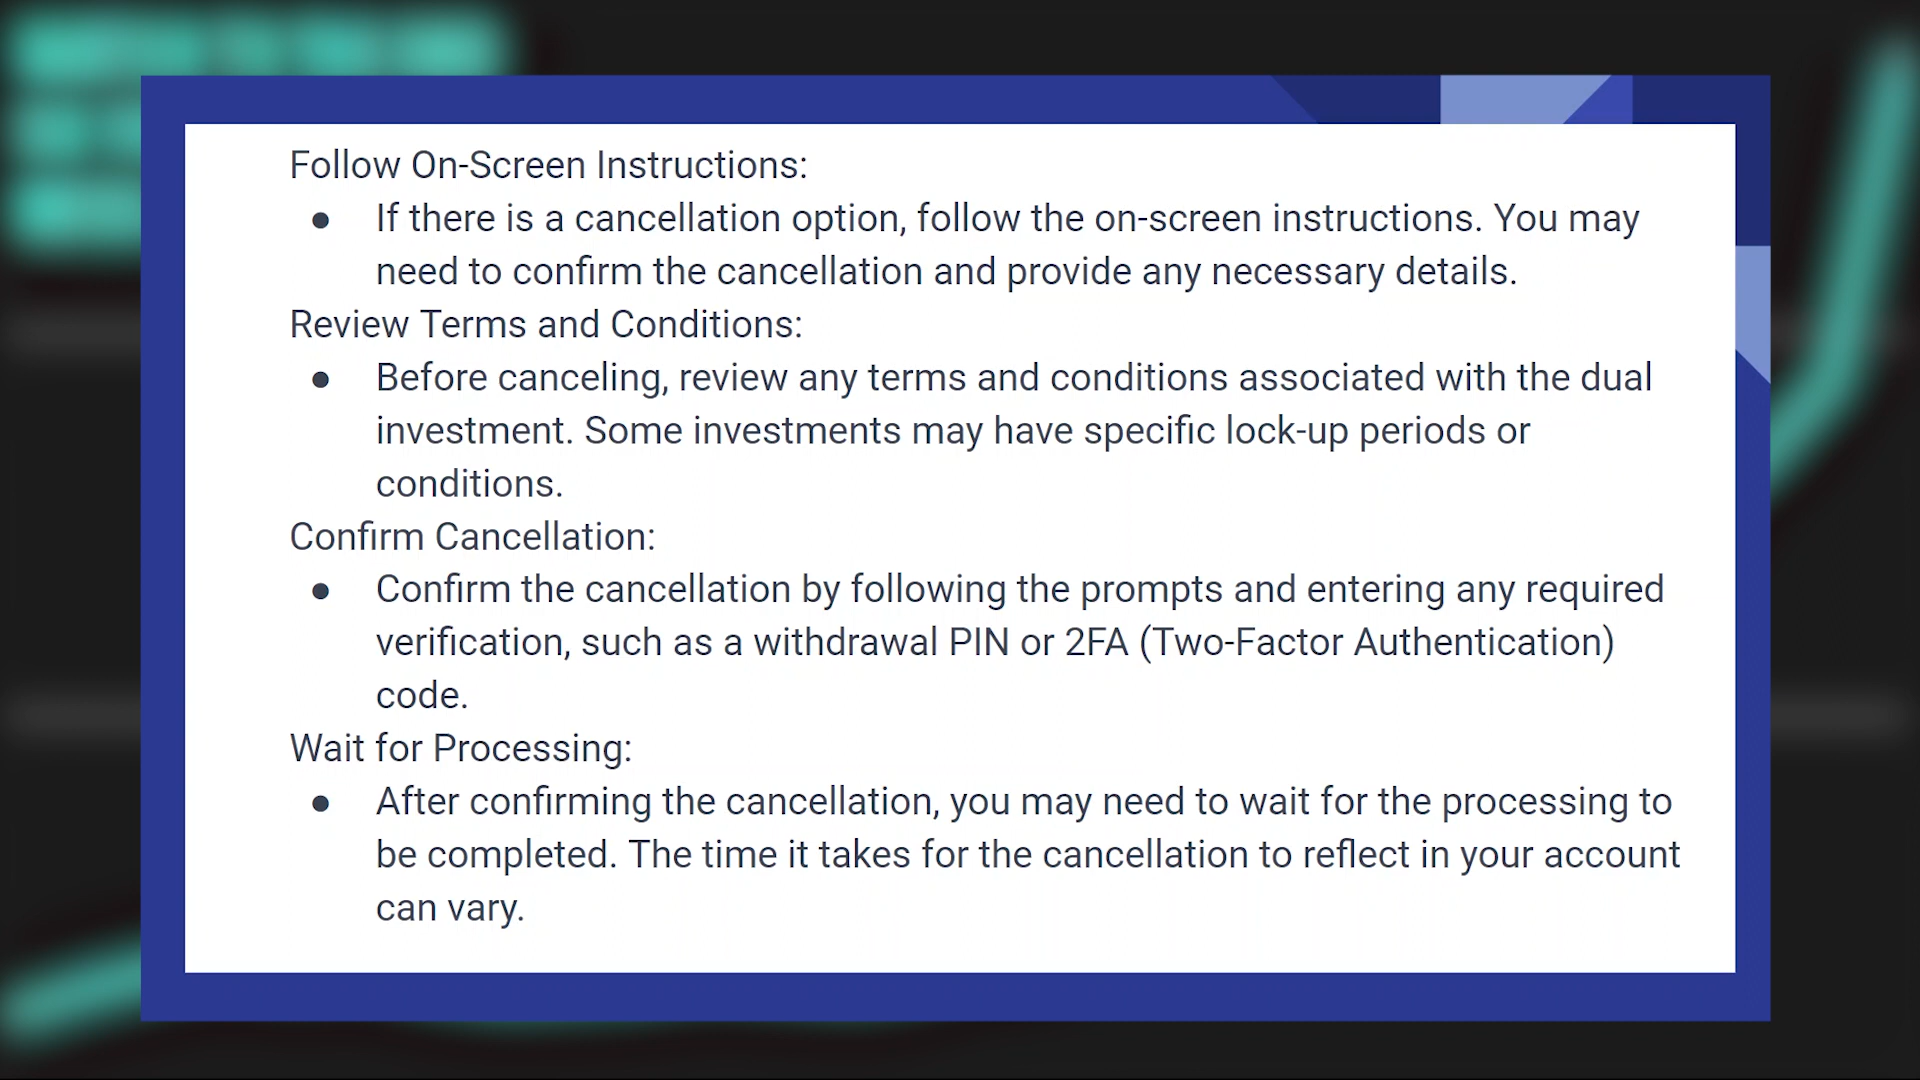 Follow On-Screen Instructions:
● If there is a cancellation option, follow the on-screen instructions. You may
need to confirm the cancellation and provide any necessary details.
Review Terms and Conditions:
● Before canceling, review any terms and conditions associated with the dual
investment. Some investments may have specific lock-up periods or
conditions.
Confirm Cancellation:
● Confirm the cancellation by following the prompts and entering any required
verification, such as a withdrawal PIN or 2FA (Two-Factor Authentication)
code.
Wait for Processing:
● After confirming the cancellation, you may need to wait for the processing to
be completed. The time it takes for the cancellation to reflect in your account
can vary.